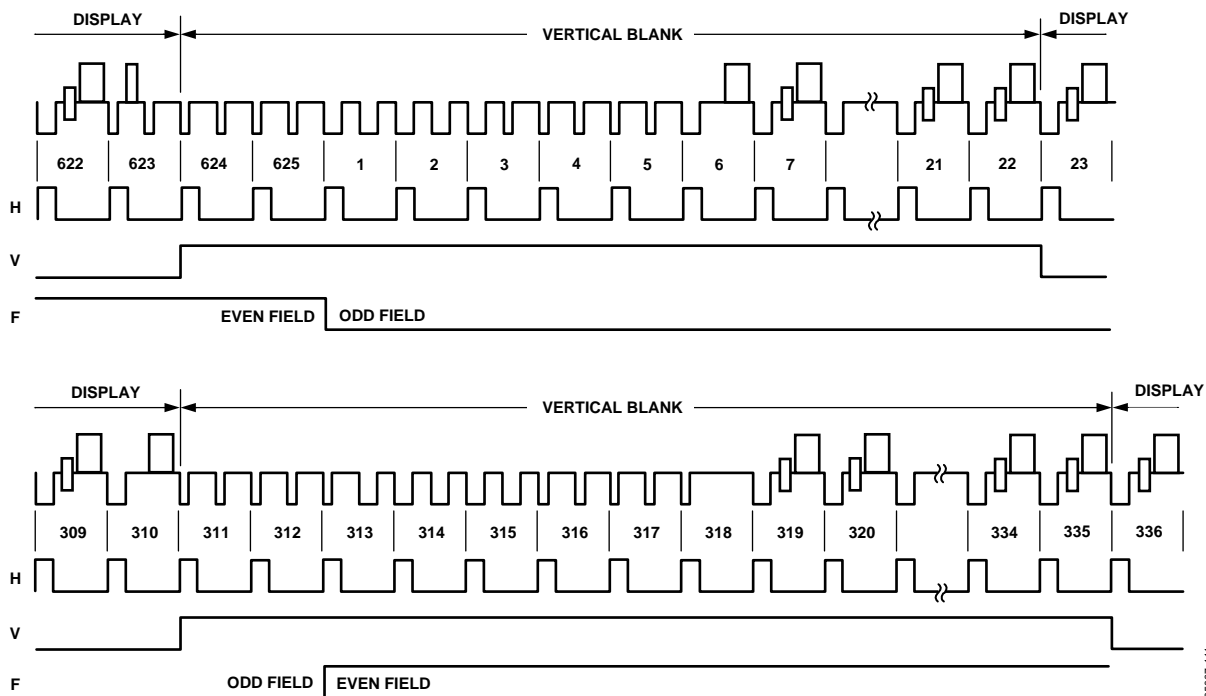 DISPLAY VERTICAL BLANK DISPLAY
622 623 624 625 1 2 3 4 5 6 7 21 22 23
H
V
F EVEN FIELD ODD FIELD
DISPLAY VERTICAL BLANK DISPLAY
309 310 311 312 313 314 315 316 317 318 319 320 334 335 336
H
V
F ODD FIELD EVEN FIELD